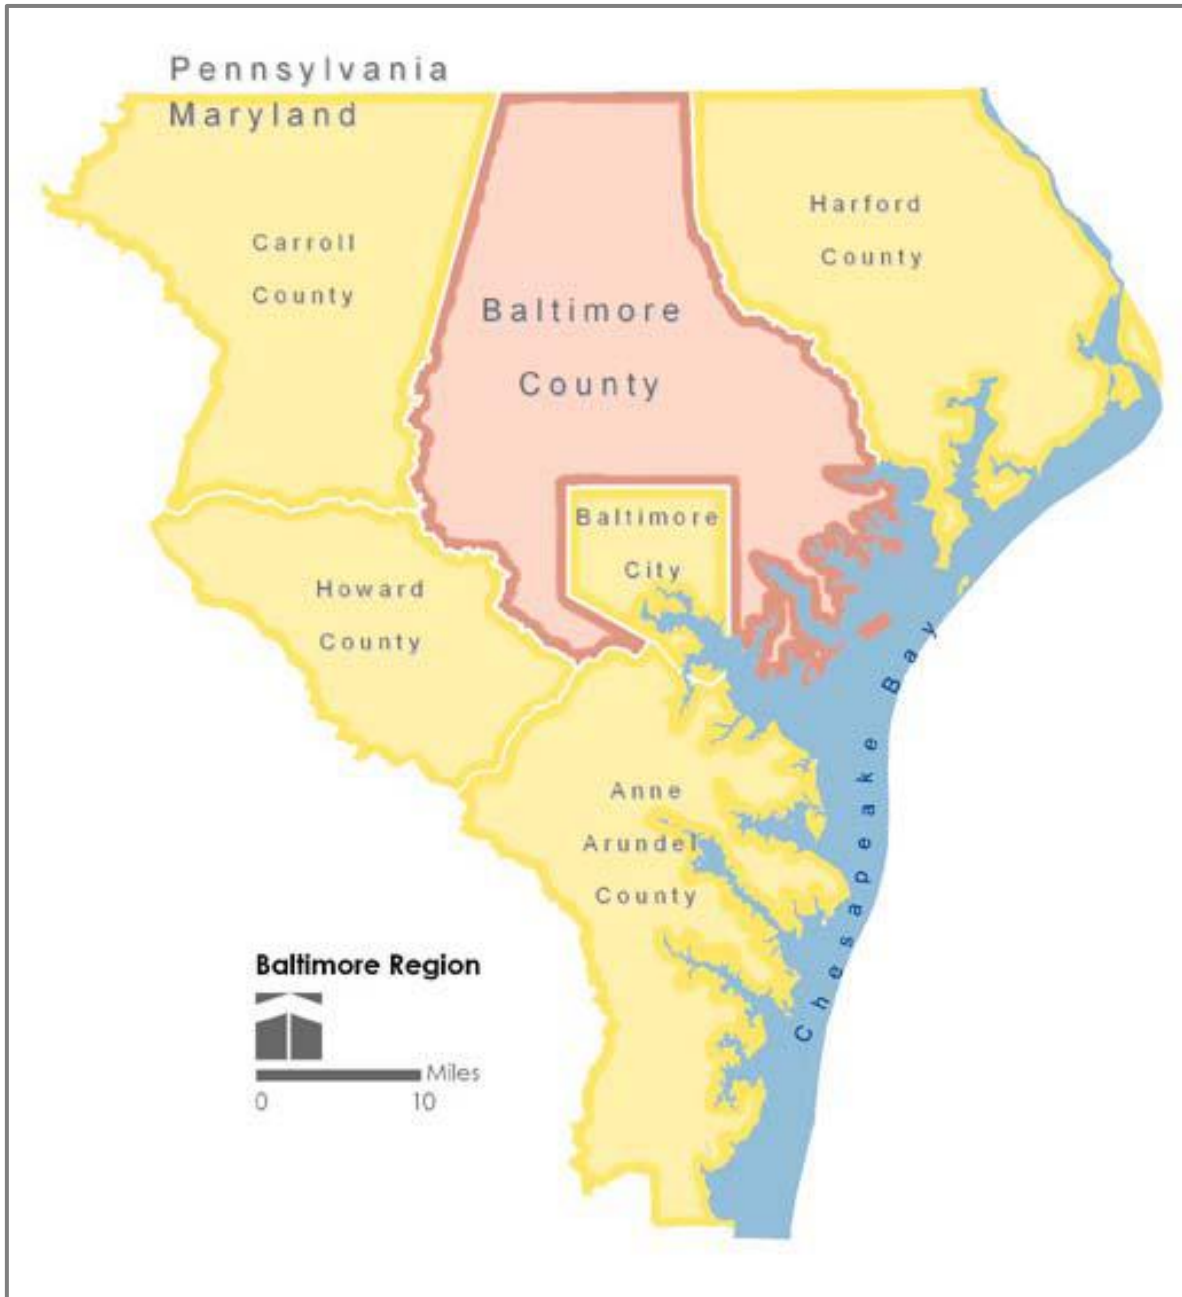 Pennsylvania
Maryland
Harford
County
Carroll
County
Baltimore
County
Baltimore
City
Howard
County
Chesapeake Bay
Anne
Arundel
County
Baltimore Region
Miles
0 10